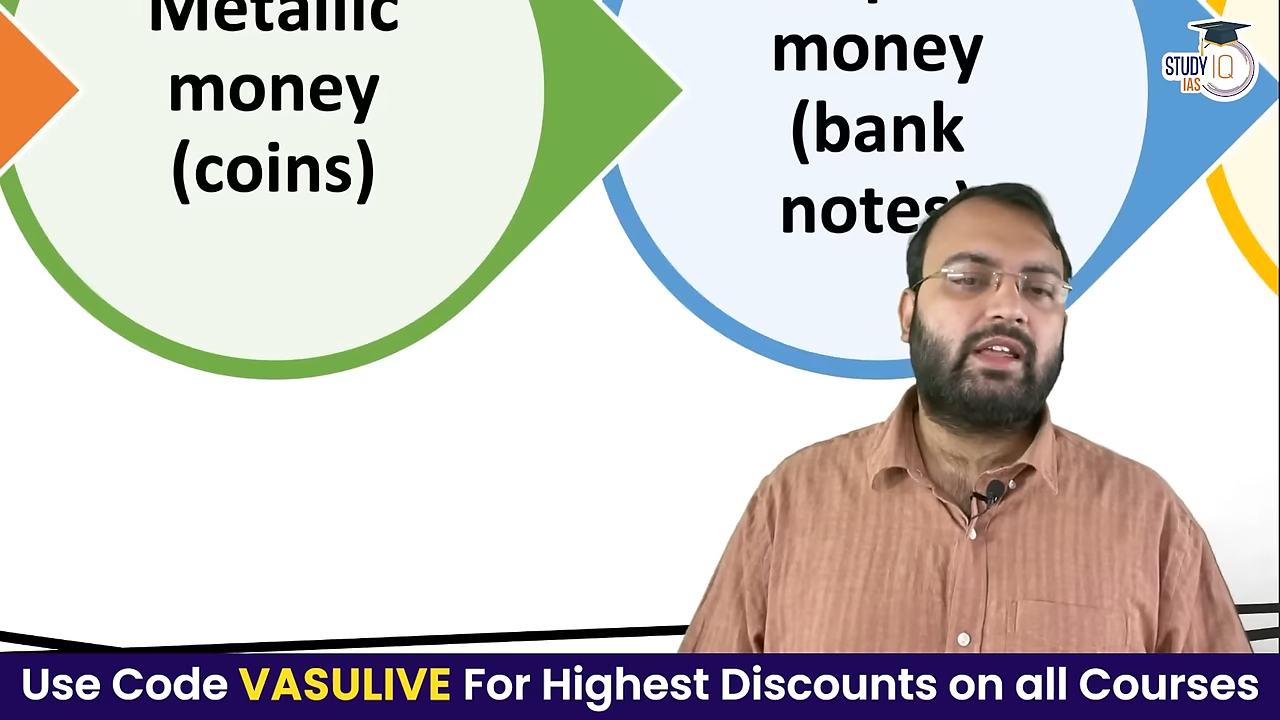 Metallic
money
(coins)
money
(bank
notes)
STUDY IQ
IAS
Use Code VASULIVE For Highest Discounts on all Courses